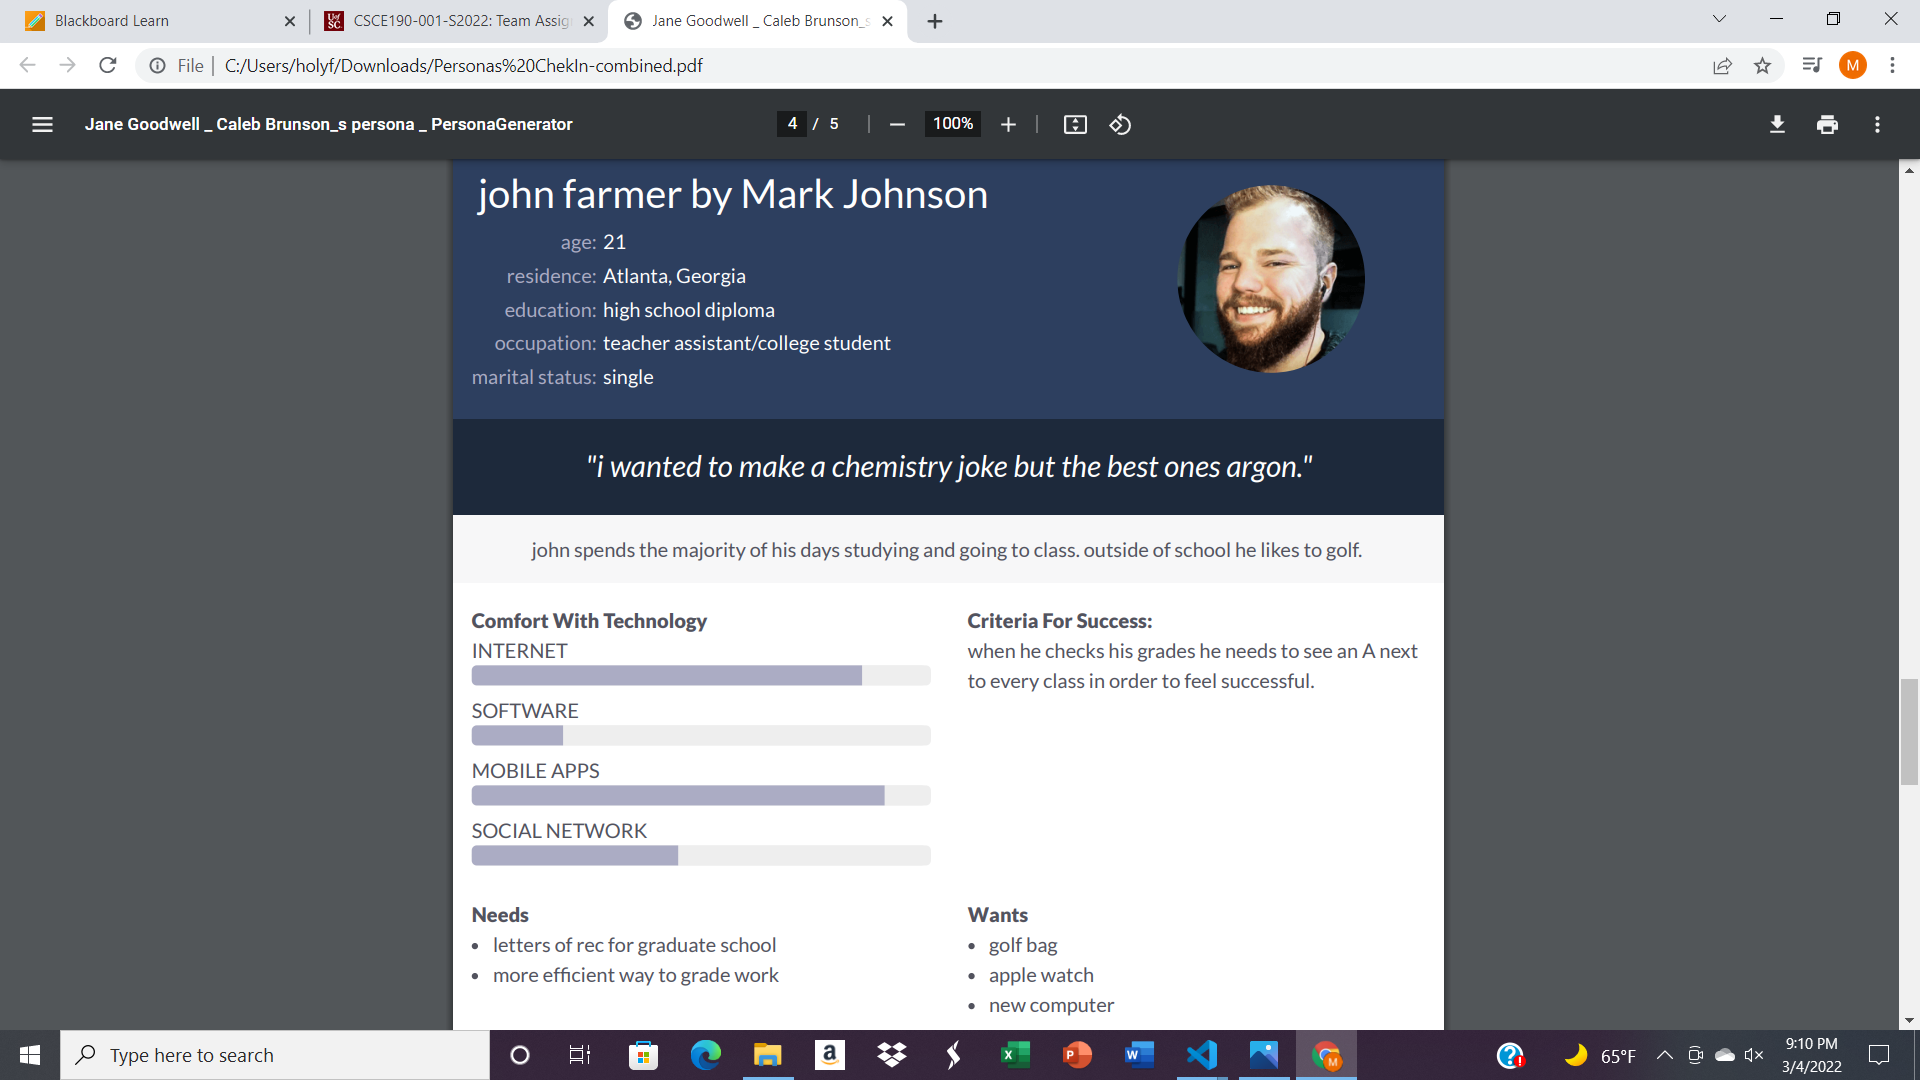 Blackboard Learn
CSCE190-001-S2022: Team Assig
Jane Goodwell _ Caleb Brunson_s
File
C:/Users/holyf/Downloads/Personas%20ChekIn-combined.pdf
M
Jane Goodwell _ Caleb Brunson_s persona _ PersonaGenerator
4 / 5
100%
john farmer by Mark Johnson
age: 21
residence: Atlanta, Georgia
education: high school diploma
occupation: teacher assistant/college student
marital status: single
"i wanted to make a chemistry joke but the best ones argon."
john spends the majority of his days studying and going to class. outside of school he likes to golf.
Comfort With Technology
INTERNET
SOFTWARE
MOBILE APPS
SOCIAL NETWORK
Criteria For Success:
when he checks his grades he needs to see an A next
to every class in order to feel successful.
Needs
• letters of rec for graduate school
• more efficient way to grade work
Wants
• golf bag
• apple watch
• new computer
Type here to search
65°F
9:10 PM
3/4/2022